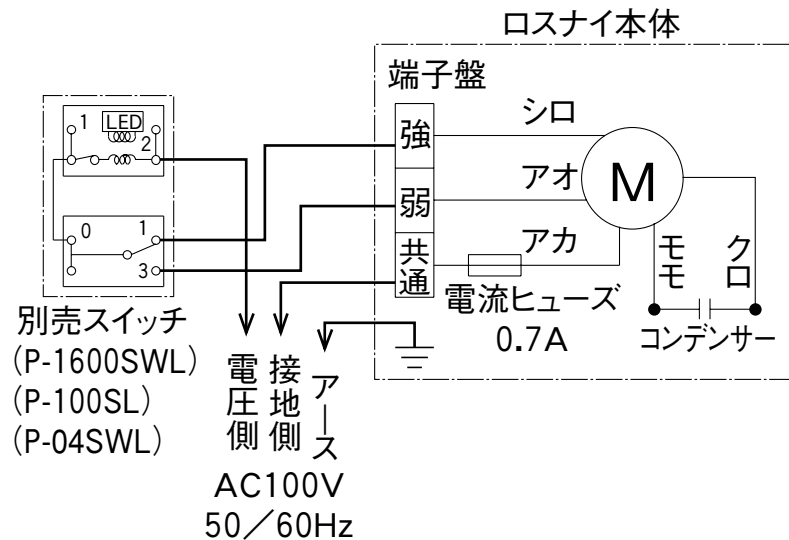 ロスナイ本体
端子盤
強
弱
共通
シロ
アオ
アカ
M
モモ
クロ
電流ヒューズ
0.7A
コンデンサー
1
LED
2
0
1
3
別売スイッチ
(P-1600SWL)
(P-100SL)
(P-04SWL)
電圧側
接地側
アース
AC100V
50／60Hz